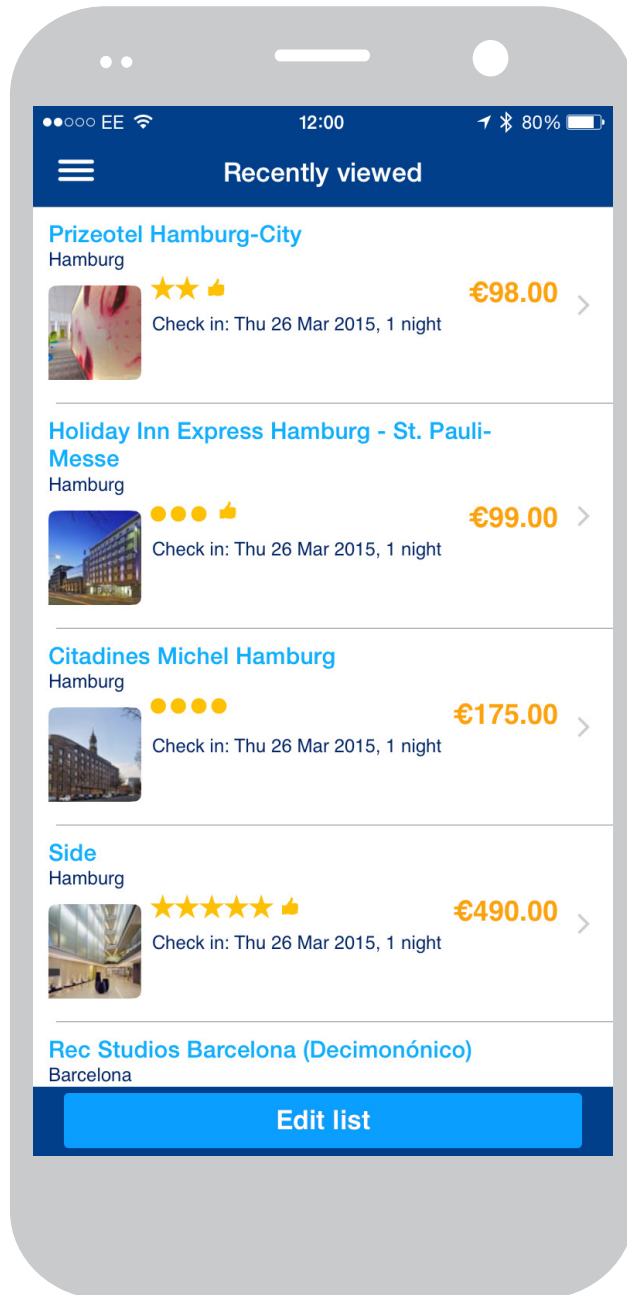 EE 12:00 80%
Recently viewed
Prizeotel Hamburg-City
Hamburg
€98.00
Check in: Thu 26 Mar 2015, 1 night
Holiday Inn Express Hamburg - St. Pauli-
Messe
Hamburg
€99.00
Check in: Thu 26 Mar 2015, 1 night
Citadines Michel Hamburg
Hamburg
€175.00
Check in: Thu 26 Mar 2015, 1 night
Side
Hamburg
€490.00
Check in: Thu 26 Mar 2015, 1 night
Rec Studios Barcelona (Decimonónico)
Barcelona
Edit list